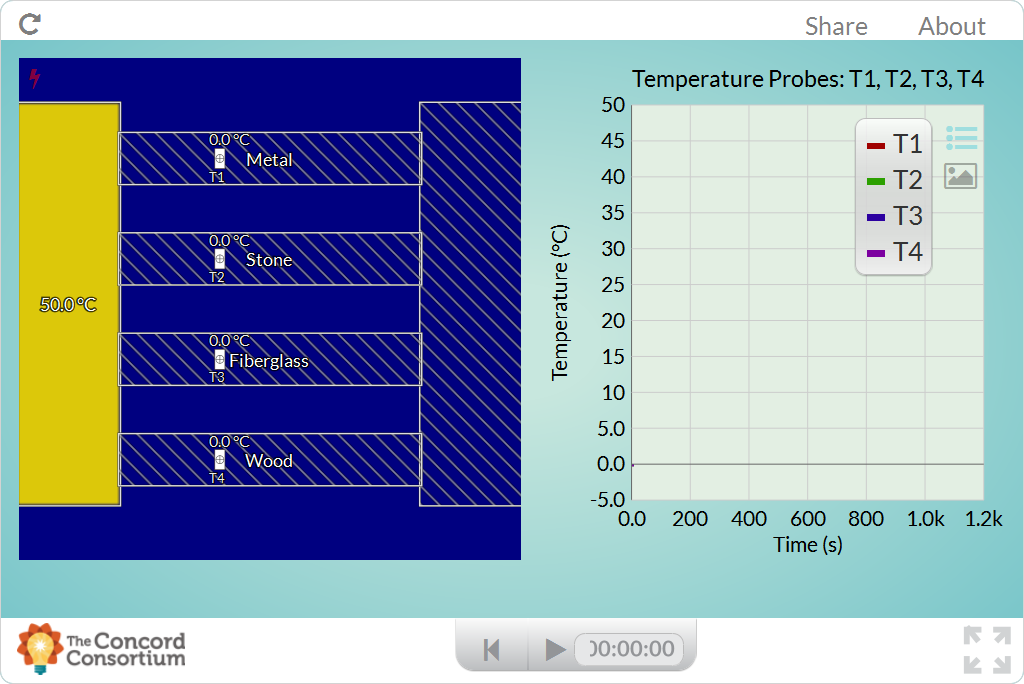 Share About
Temperature Probes: T1, T2, T3, T4
0.0 °C
Metal
T1
0.0 °C
Stone
T2
50.0 °C
0.0 °C
Fiberglass
T3
0.0 °C
Wood
T4
Temperature (°C)
50
45
40
35
30
25
20
15
10
5.0
0.0
-5.0
T1
T2
T3
T4
0.0 200 400 600 800 1.0k 1.2k
Time (s)
The Concord
Consortium
00:00:00